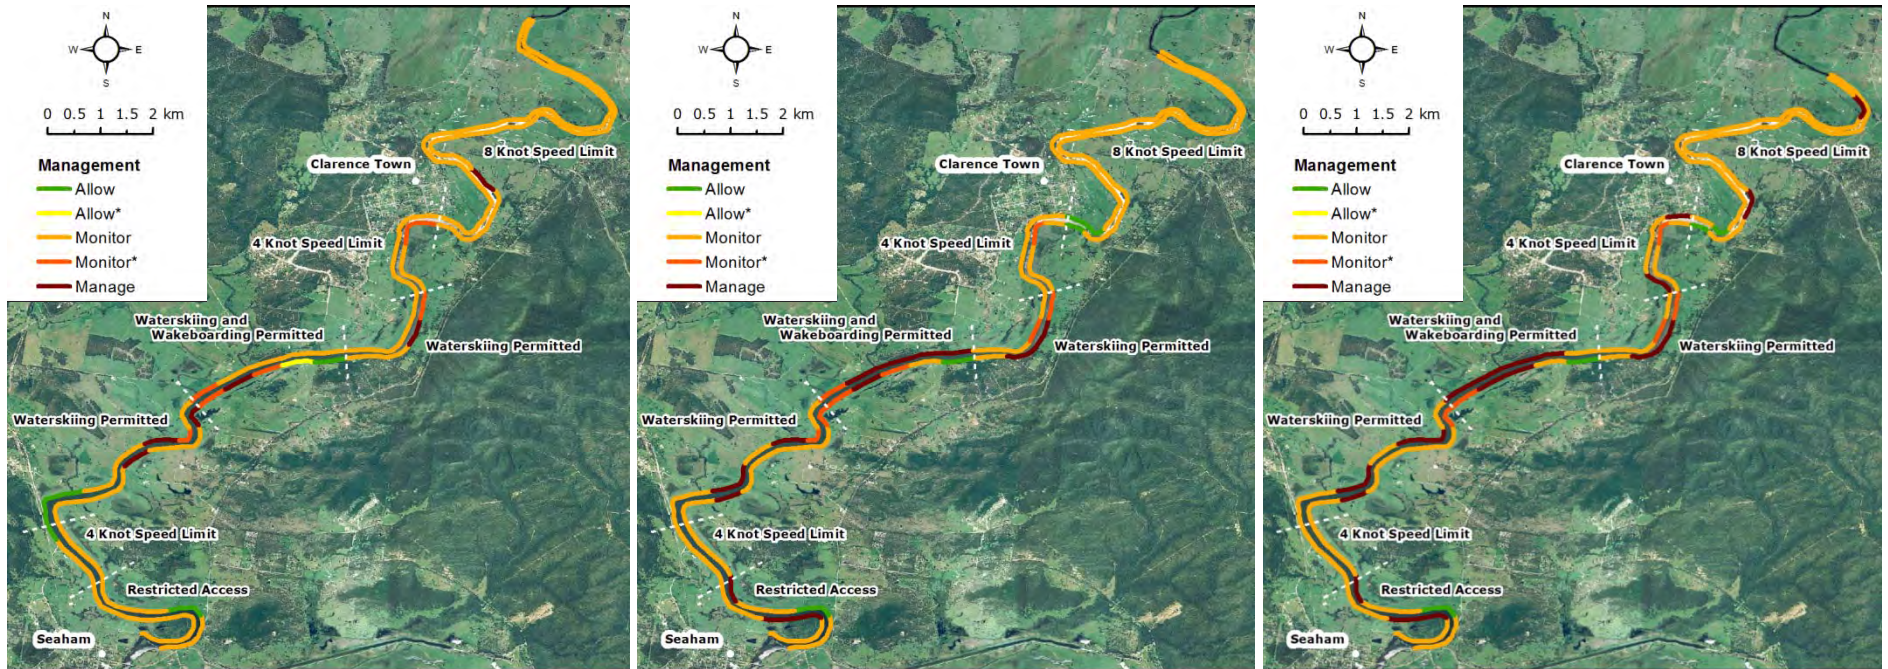 N
W E
S
0 0.5 1 1.5 2 km
Management
Allow
Allow*
Monitor
Monitor*
Manage
8 Knot Speed Limit
Clarence Town
4 Knot Speed Limit
Waterskiing and
Wakeboarding Permitted
Waterskiing Permitted
Waterskiing Permitted
4 Knot Speed Limit
Restricted Access
Seaham
N
W E
S
0 0.5 1 1.5 2 km
Management
Allow
Allow*
Monitor
Monitor*
Manage
8 Knot Speed Limit
Clarence Town
4 Knot Speed Limit
Waterskiing and
Wakeboarding Permitted
Waterskiing Permitted
Waterskiing Permitted
4 Knot Speed Limit
Restricted Access
Seaham
N
W E
S
0 0.5 1 1.5 2 km
Management
Allow
Allow*
Monitor
Monitor*
Manage
8 Knot Speed Limit
Clarence Town
4 Knot Speed Limit
Waterskiing and
Wakeboarding Permitted
Waterskiing Permitted
Waterskiing Permitted
4 Knot Speed Limit
Restricted Access
Seaham